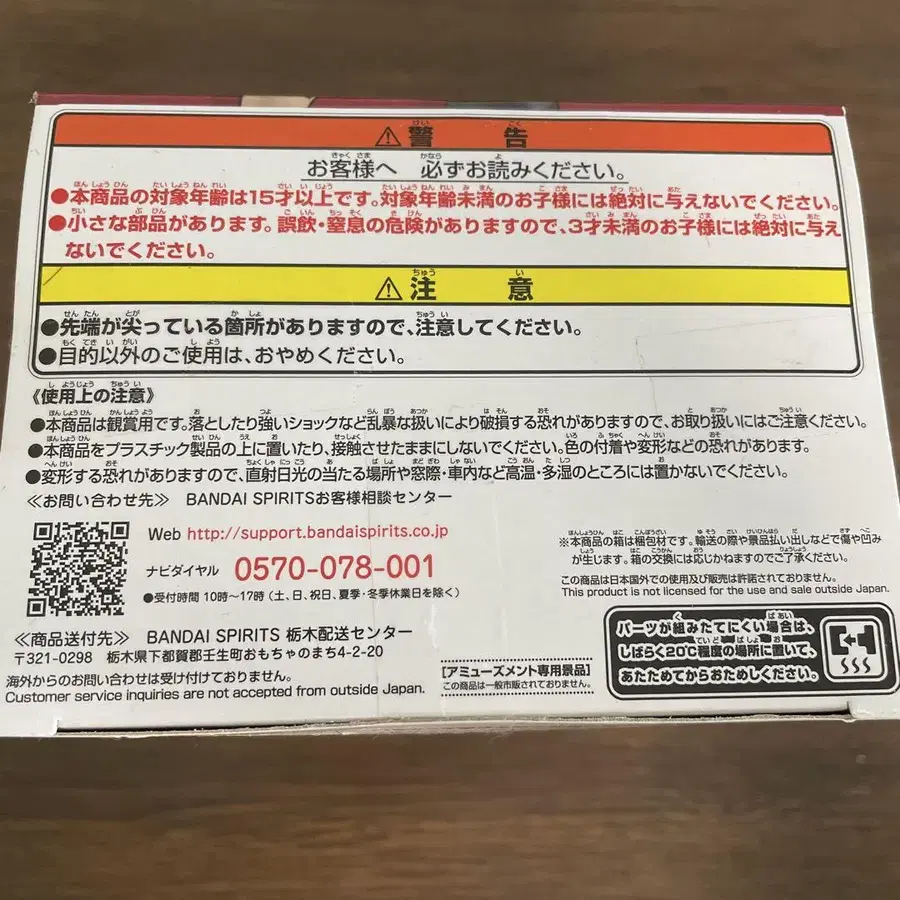 ⚠警 告
お客様へ 必ずお読みください。
●本商品の対象年齢は15才以上です。対象年齢未満のお子様には絶対に与えないでください。
●小さな部品があります。誤飲・窒息の危険がありますので、3才未満のお子様には絶対に与え
ないでください。
⚠注 意
●先端が尖っている箇所がありますので、注意してください。
●目的以外のご使用は、おやめください。
《使用上の注意》
●本商品は観賞用です。落としたり強いショックなど乱暴な扱いにより破損する恐れがありますので、お取り扱いにはご注意ください。
●本商品をプラスチック製品の上に置いたり、接触させたままにしないでください。色の付着や変形などの恐れがあります。
●変形する恐れがありますので、直射日光の当たる場所や窓際・車内など高温・多湿のところには置かないでください。
≪お問い合わせ先≫ BANDAI SPIRITSお客様相談センター
Web http://support.bandaispirits.co.jp
ナビダイヤル 0570-078-001
●受付時間 10時～17時(土、日、祝日、夏季・冬季休業日を除く)
≪商品送付先≫ BANDAI SPIRITS 栃木配送センター
〒321-0298 栃木県下都賀郡壬生町おもちゃのまち4-2-20
海外からのお問い合わせは受け付けておりません。
Customer service inquiries are not accepted from outside Japan.
※本商品の箱は梱包材です。輸送の際や景品払い出しなどで傷や凹み
が生じます。箱の交換には応じかねますのでご了承ください。
この商品は日本国外での使用及び販売は許諾されておりません。
This product is not licensed for the use and sale outside Japan.
パーツが組みたてにくい場合は、
しばらく20℃程度の場所に置いて、
あたためてからおためしください。
[アミューズメント専用景品]
この商品は一般市販されておりません。